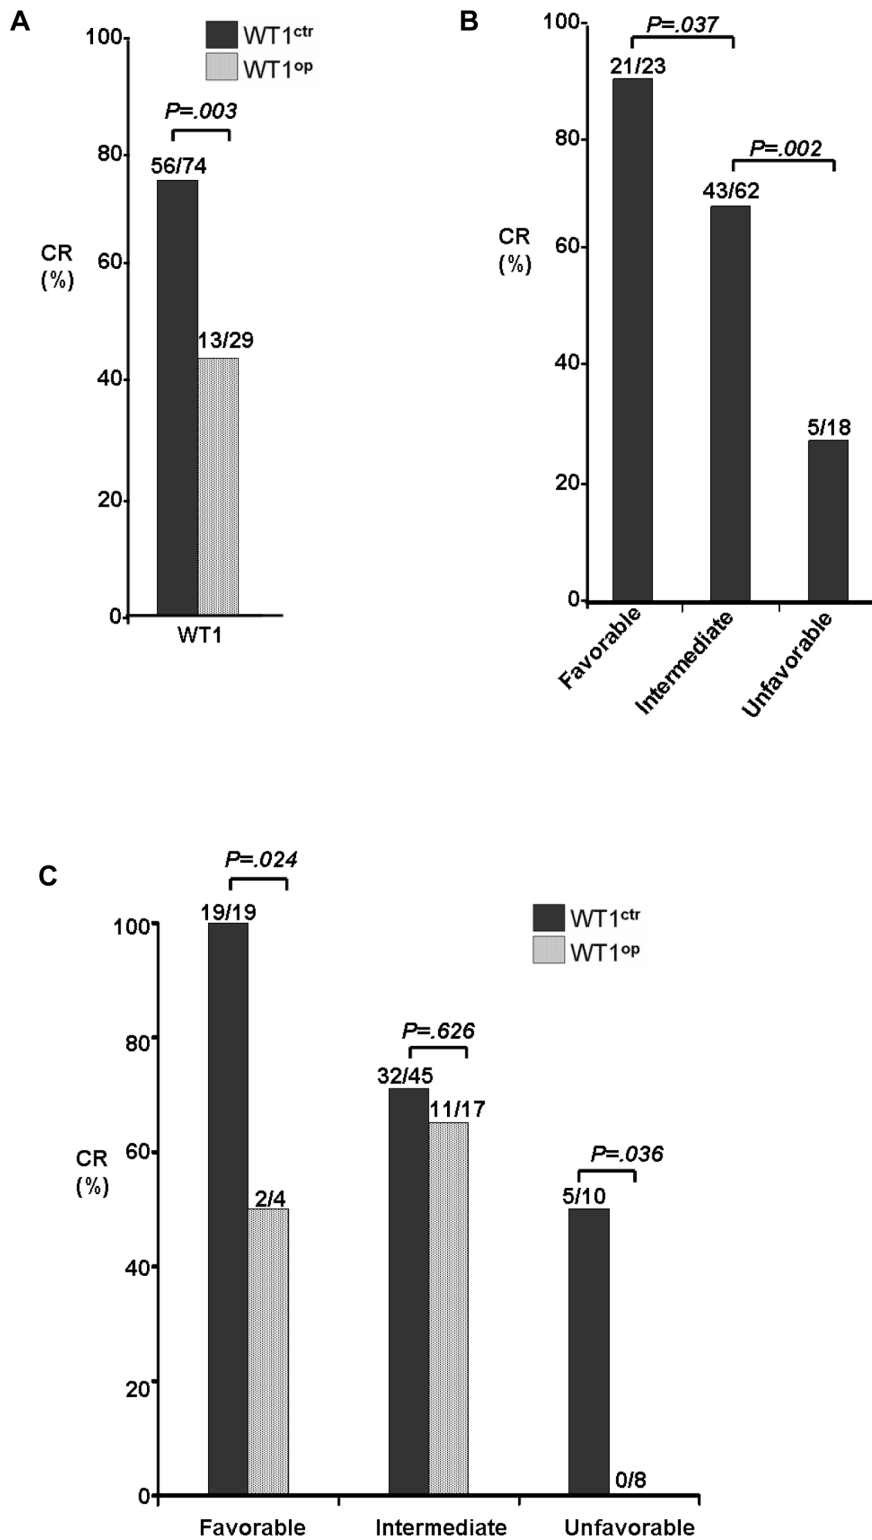 A
100
80
60
40
20
0
CR
(%)
WT1ctr
WT1op
P=.003
56/74
13/29
WT1
B
100
80
60
40
20
0
CR
(%)
P=.037
21/23
P=.002
43/62
5/18
Favorable
Intermediate
Unfavorable
C
100
80
60
40
20
0
CR
(%)
WT1ctr
WT1op
P=.024
19/19
2/4
P=.626
32/45
11/17
P=.036
5/10
0/8
Favorable
Intermediate
Unfavorable